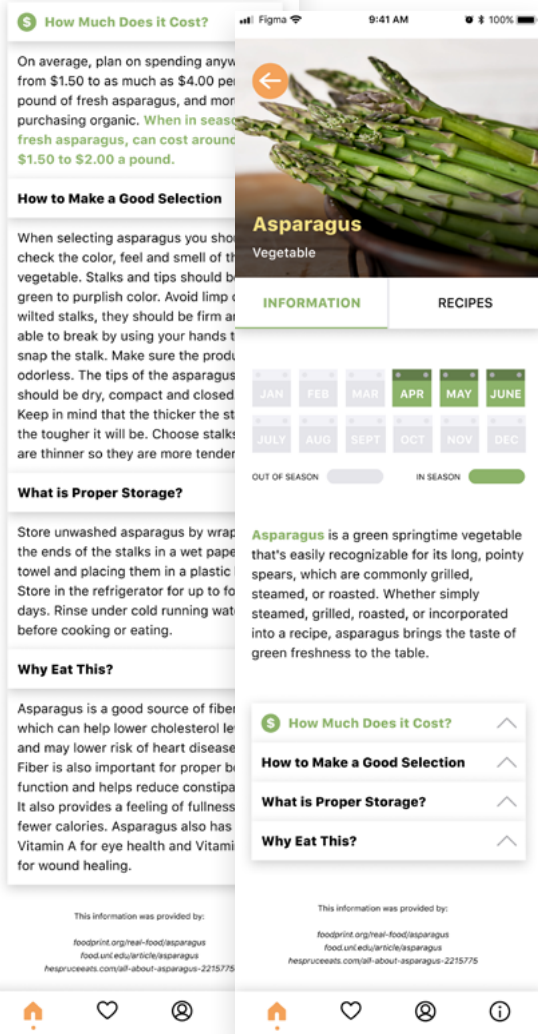 How Much Does it Cost?
On average, plan on spending anyw
from $1.50 to as much as $4.00 per
pound of fresh asparagus, and mor
purchasing organic. When in seaso
fresh asparagus, can cost around
$1.50 to $2.00 a pound.
How to Make a Good Selection
When selecting asparagus you shou
check the color, feel and smell of th
vegetable. Stalks and tips should b
green to purplish color. Avoid limp o
wilted stalks, they should be firm an
able to break by using your hands t
snap the stalk. Make sure the produ
odorless. The tips of the asparagus
should be dry, compact and closed
Keep in mind that the thicker the st
the tougher it will be. Choose stalks
are thinner so they are more tender
What is Proper Storage?
Store unwashed asparagus by wrap
the ends of the stalks in a wet pape
towel and placing them in a plastic
Store in the refrigerator for up to fo
days. Rinse under cold running wat
before cooking or eating.
Why Eat This?
Asparagus is a good source of fiber
which can help lower cholesterol le
and may lower risk of heart disease
Fiber is also important for proper bo
function and helps reduce constipa
It also provides a feeling of fullness
fewer calories. Asparagus also has
Vitamin A for eye health and Vitami
for wound healing.
This information was provided by:
foodprint.org/real-food/asparagus
food.unl.edu/article/asparagus
hespruceeats.com/all-about-asparagus-2215775
Figma 9:41 AM 100%
Asparagus
Vegetable
INFORMATION RECIPES
JAN FEB MAR APR MAY JUNE
JULY AUG SEPT OCT NOV DEC
OUT OF SEASON IN SEASON
Asparagus is a green springtime vegetable
that's easily recognizable for its long, pointy
spears, which are commonly grilled,
steamed, or roasted. Whether simply
steamed, grilled, roasted, or incorporated
into a recipe, asparagus brings the taste of
green freshness to the table.
$ How Much Does it Cost?
How to Make a Good Selection
What is Proper Storage?
Why Eat This?
This information was provided by:
foodprint.org/real-food/asparagus
food.unl.edu/article/asparagus
hespruceeats.com/all-about-asparagus-2215775